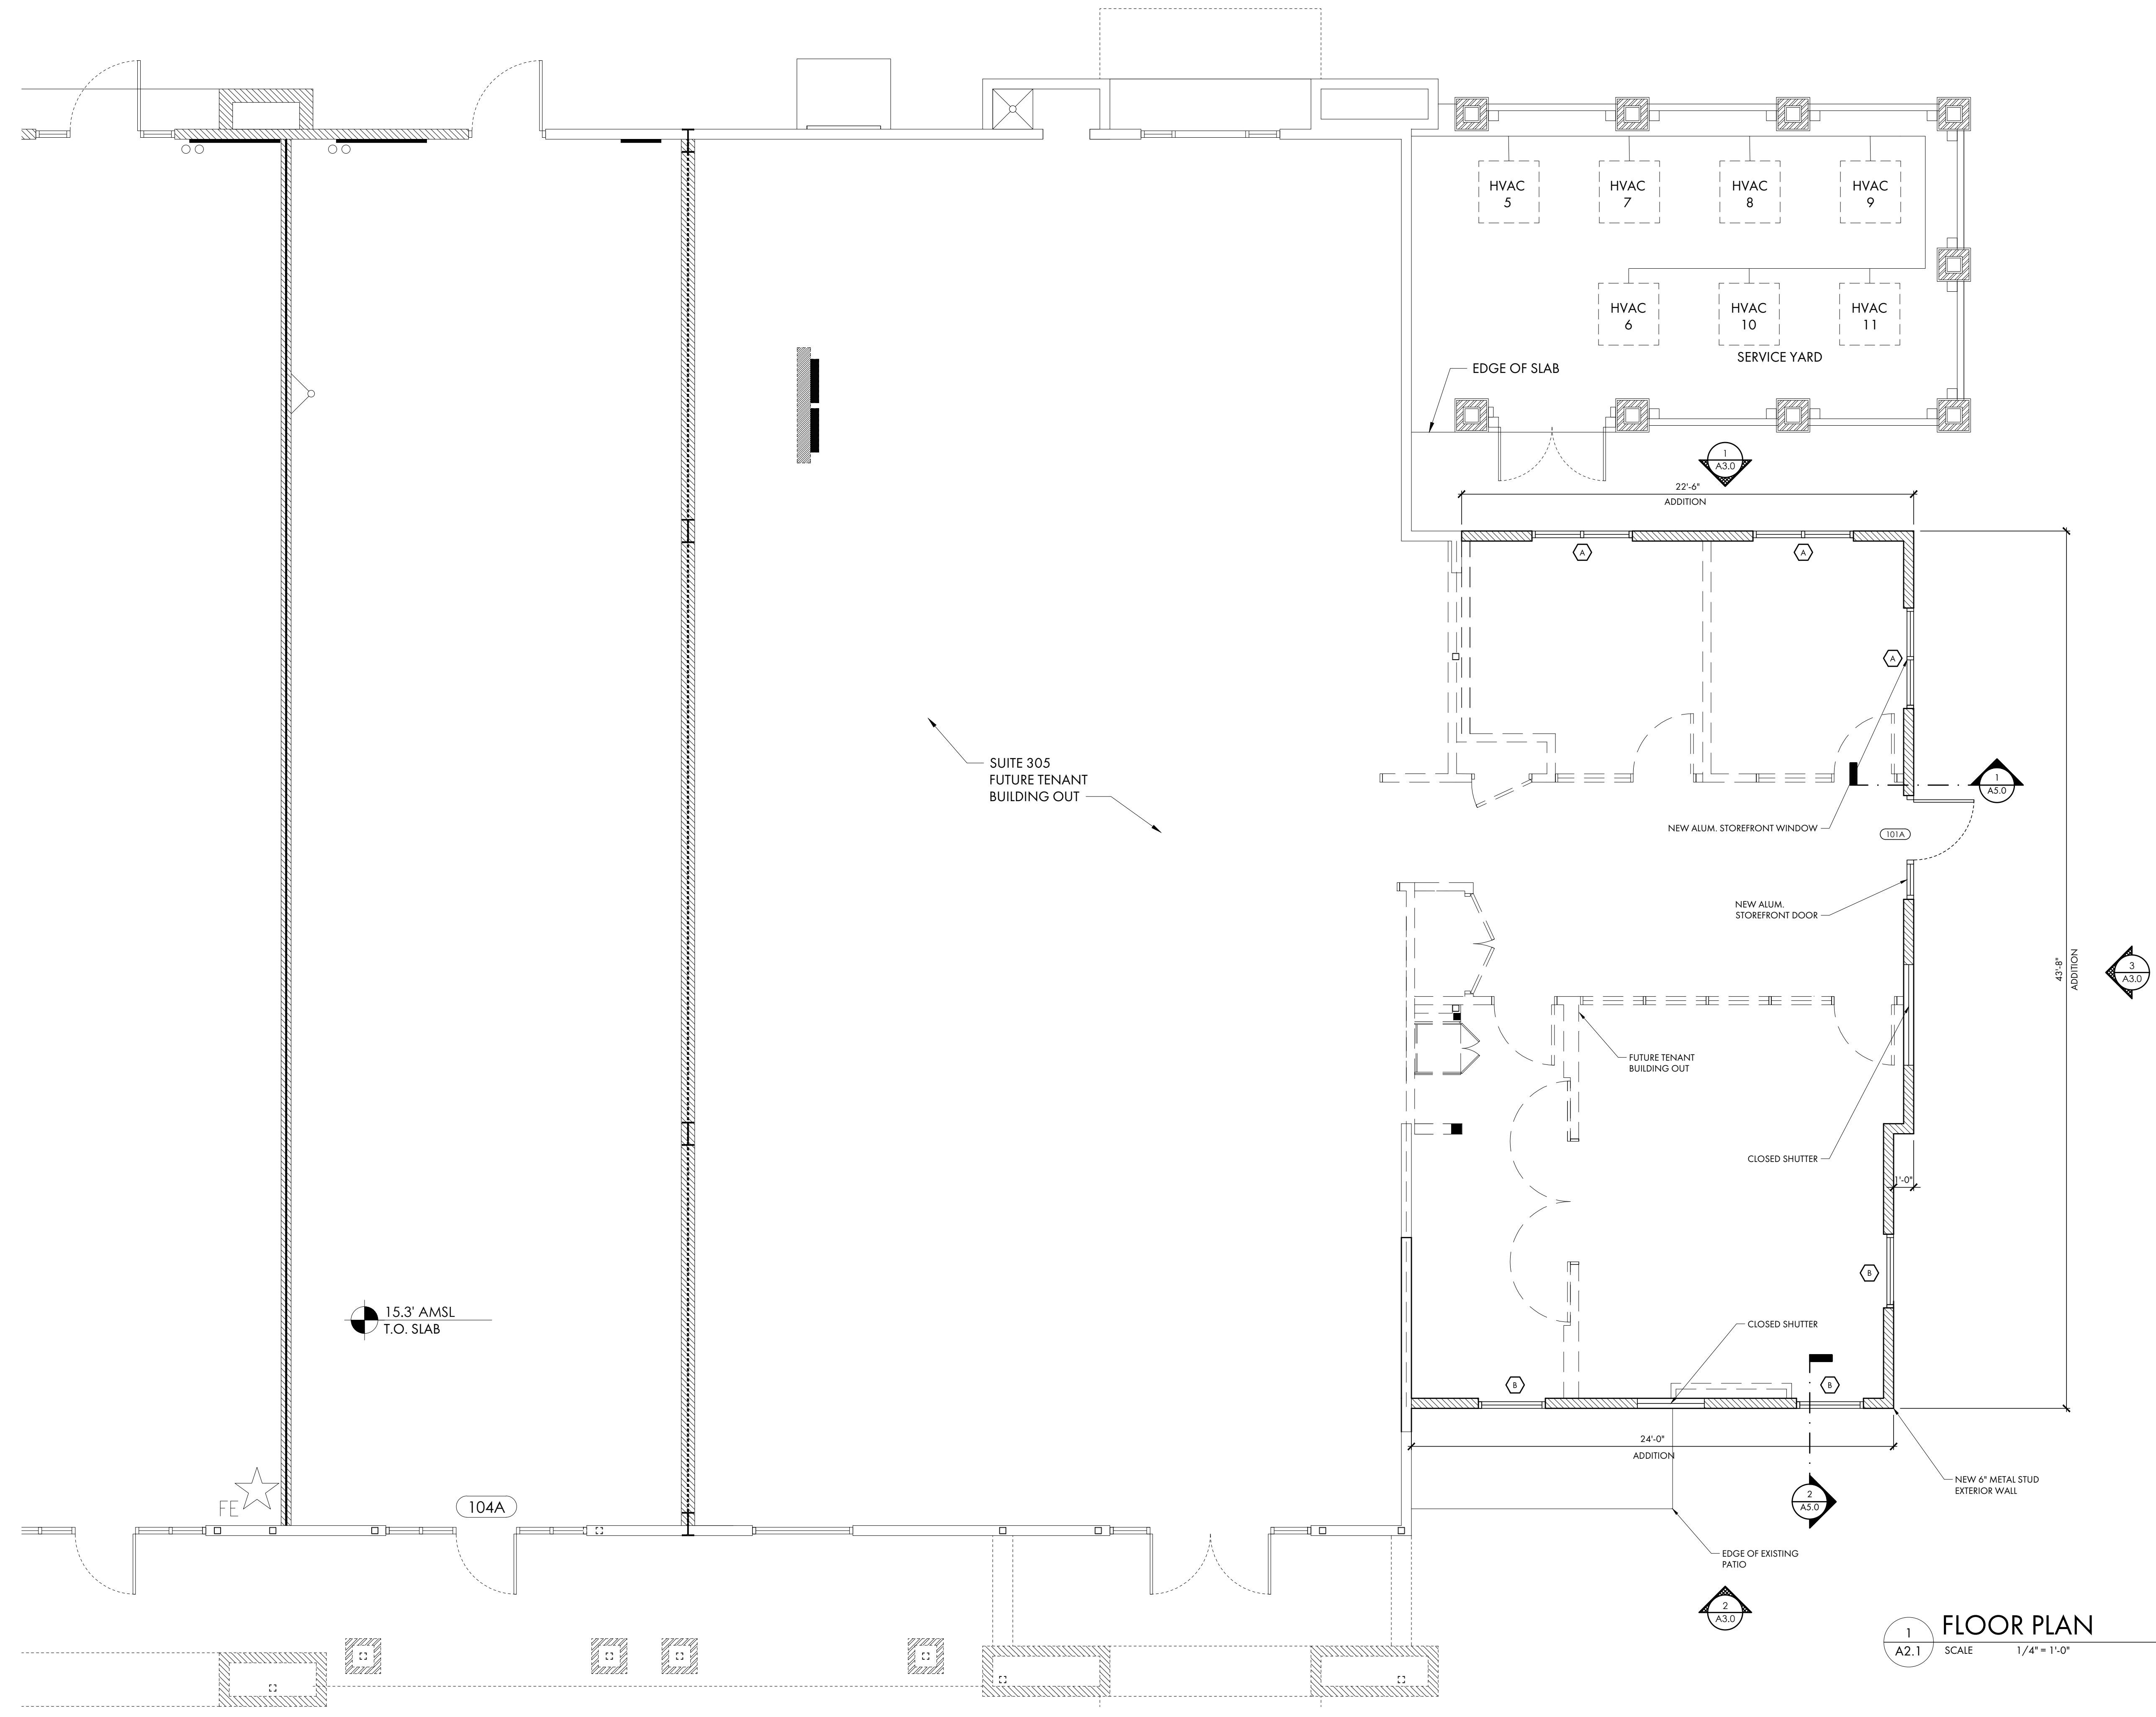 HVAC
5
HVAC
7
HVAC
8
HVAC
9
HVAC
6
HVAC
10
HVAC
11
SERVICE YARD
EDGE OF SLAB
1
A3.0
22'-6"
ADDITION
A
A
A
SUITE 305
FUTURE TENANT
BUILDING OUT
1
A5.0
NEW ALUM. STOREFRONT WINDOW
101A
NEW ALUM.
STOREFRONT DOOR
43'-8"
ADDITION
3
A3.0
FUTURE TENANT
BUILDING OUT
CLOSED SHUTTER
1'-0"
B
15.3' AMSL
T.O. SLAB
CLOSED SHUTTER
B
B
24'-0"
ADDITION
NEW 6" METAL STUD
EXTERIOR WALL
FE
104A
2
A5.0
EDGE OF EXISTING
PATIO
2
A3.0
1
A2.1
FLOOR PLAN
SCALE 1/4" = 1'-0"